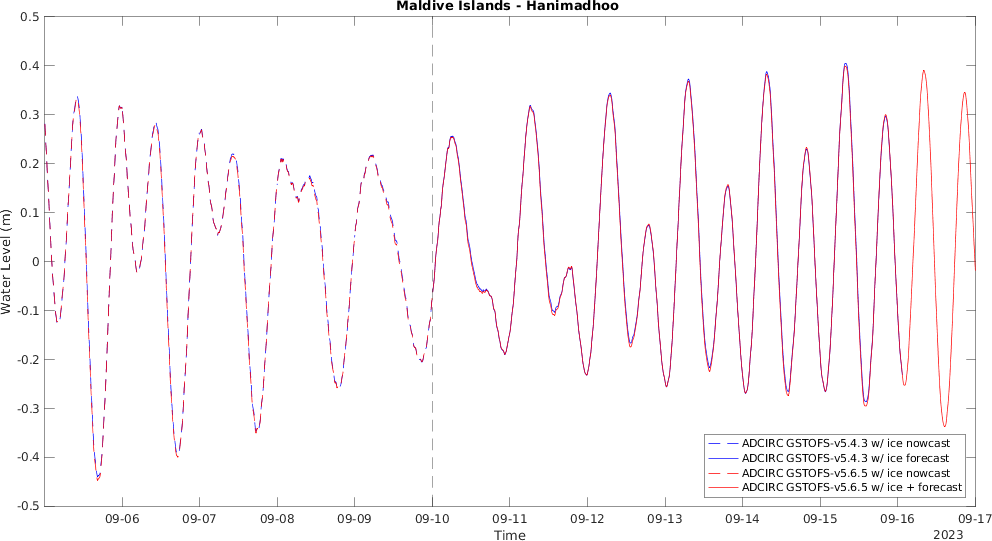 Maldive Islands - Hanimadhoo
0.5
0.4
0.3
0.2
0.1
0
-0.1
-0.2
-0.3
-0.4
-0.5
Water Level (m)
ADCIRC GSTOFS-v5.4.3 w/ ice nowcast
ADCIRC GSTOFS-v5.4.3 w/ ice forecast
ADCIRC GSTOFS-v5.6.5 w/ ice nowcast
ADCIRC GSTOFS-v5.6.5 w/ ice + forecast
09-06 09-07 09-08 09-09 09-10 09-11 09-12 09-13 09-14 09-15 09-16 09-17
Time
2023